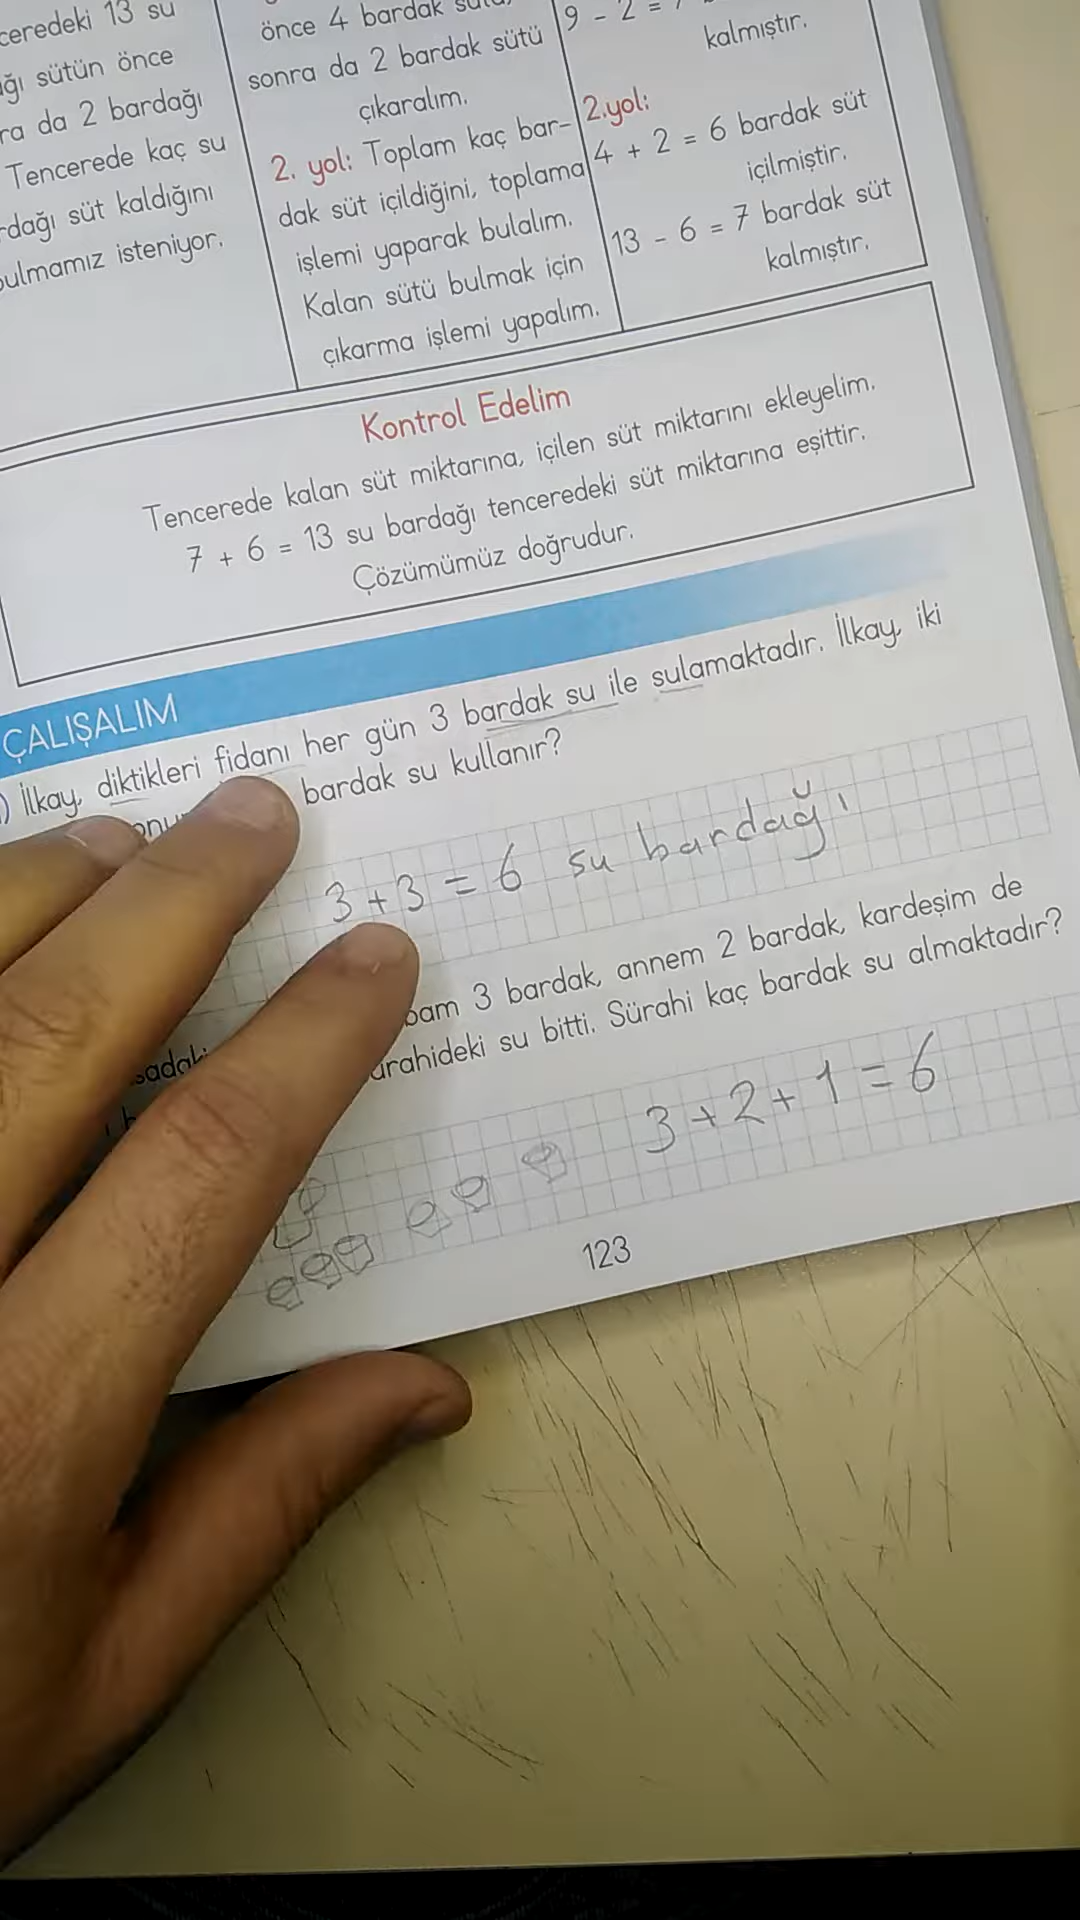 ceredeki 13 su
ğı sütün önce
ra da 2 bardağı
Tencerede kaç su
rdağı süt kaldığını
bulmamız isteniyor.
önce 4 bardak
sonra da 2 bardak sütü
çıkaralım.
2. yol: Toplam kaç bar-
dak süt içildiğini, toplama
işlemi yaparak bulalım.
Kalan sütü bulmak için
çıkarma işlemi yapalım.
9 - 2 = 7
kalmıştır.
2.yol:
4 + 2 = 6 bardak süt
içilmiştir.
13 - 6 = 7 bardak süt
kalmıştır.
Kontrol Edelim
Tencerede kalan süt miktarına, içilen süt miktarını ekleyelim.
7 + 6 = 13 su bardağı tenceredeki süt miktarına eşittir.
Çözümümüz doğrudur.
ÇALIŞALIM
) İlkay, diktikleri fidanı her gün 3 bardak su ile sulamaktadır. İlkay, iki
bardak su kullanır?
3 + 3 = 6 su bardağı
bam 3 bardak, annem 2 bardak, kardeşim de
ürahideki su bitti. Sürahi kaç bardak su almaktadır?
3 + 2 + 1 = 6
123